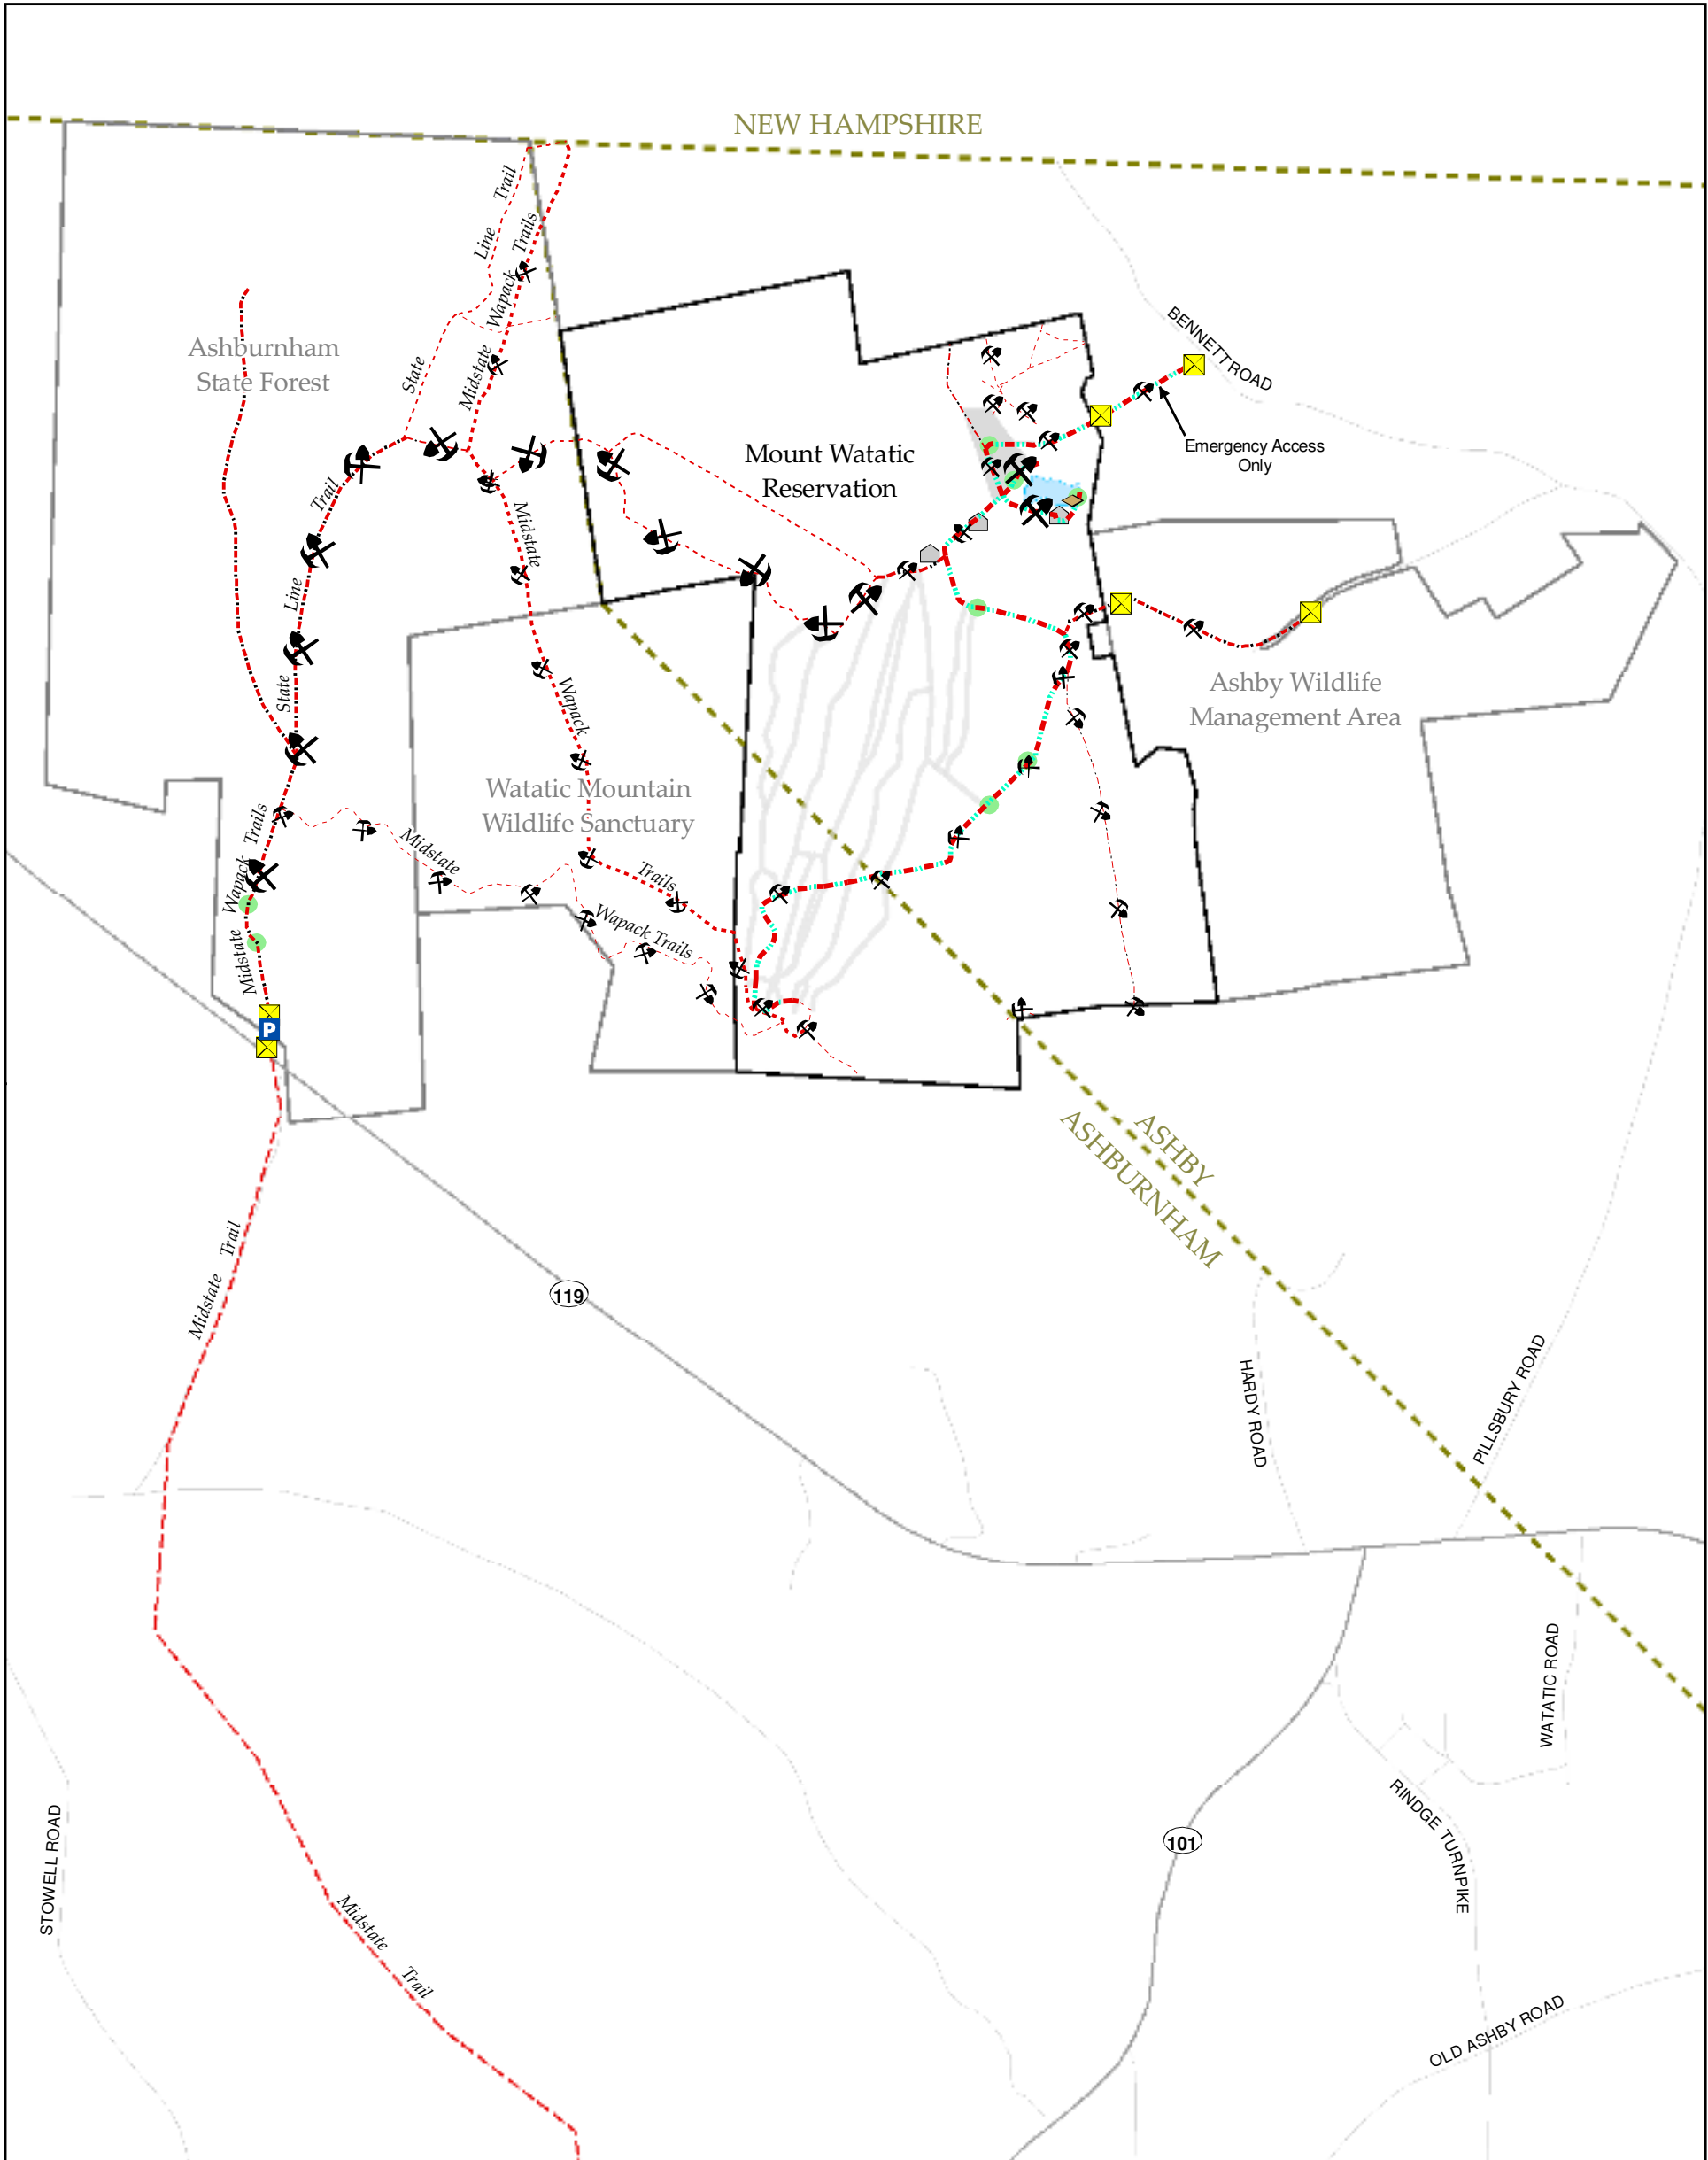 NEW HAMPSHIRE
Trail
Line
Trails
Wapack
BENNETT ROAD
Ashburnham
State Forest
State
Midstate
Mount Watatic
Reservation
Emergency Access
Only
Trail
Midstate
Line
State
Wapack
Ashby Wildlife
Management Area
Watatic Mountain
Wildlife Sanctuary
Trails
Midstate
Trails
Wapack
Wapack Trails
Midstate
P
ASHBY
ASHBURNHAM
Trail
Midstate
119
HARDY ROAD
PILLSBURY ROAD
WATATIC ROAD
RINDGE TURNPIKE
STOWELL ROAD
101
Midstate
Trail
OLD ASHBY ROAD